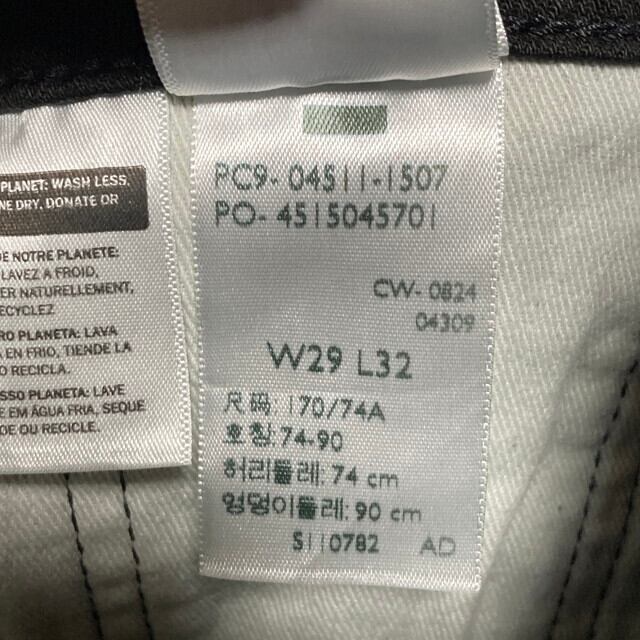 PLANET: WASH LESS,
NE DRY, DONATE OR
DE NOTRE PLANETE:
LAVEZ A FROID,
ER NATURELLEMENT,
ECYCLEZ
RO PLANETA: LAVA
A EN FRIO, TIENDE LA
O RECICLA.
SSO PLANETA: LAVE
E EM ÁGUA FRIA, SEQUE
DE OU RECICLE.
PC9- 04511-1507
PO- 4515045701
CW- 0824
04309
W29 L32
尺码: 170/74A
호칭: 74-90
허리둘레: 74 cm
엉덩이둘레: 90 cm
S110782 AD